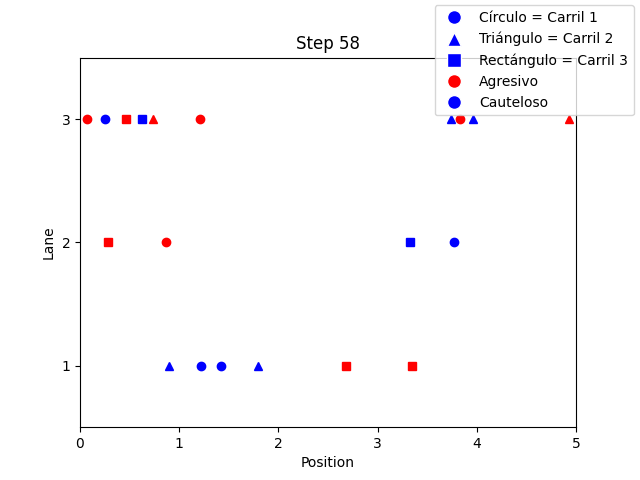 Step 58
Círculo = Carril 1
Triángulo = Carril 2
Rectángulo = Carril 3
Agresivo
Cauteloso
Lane
3
2
1
0 1 2 3 4 5
Position